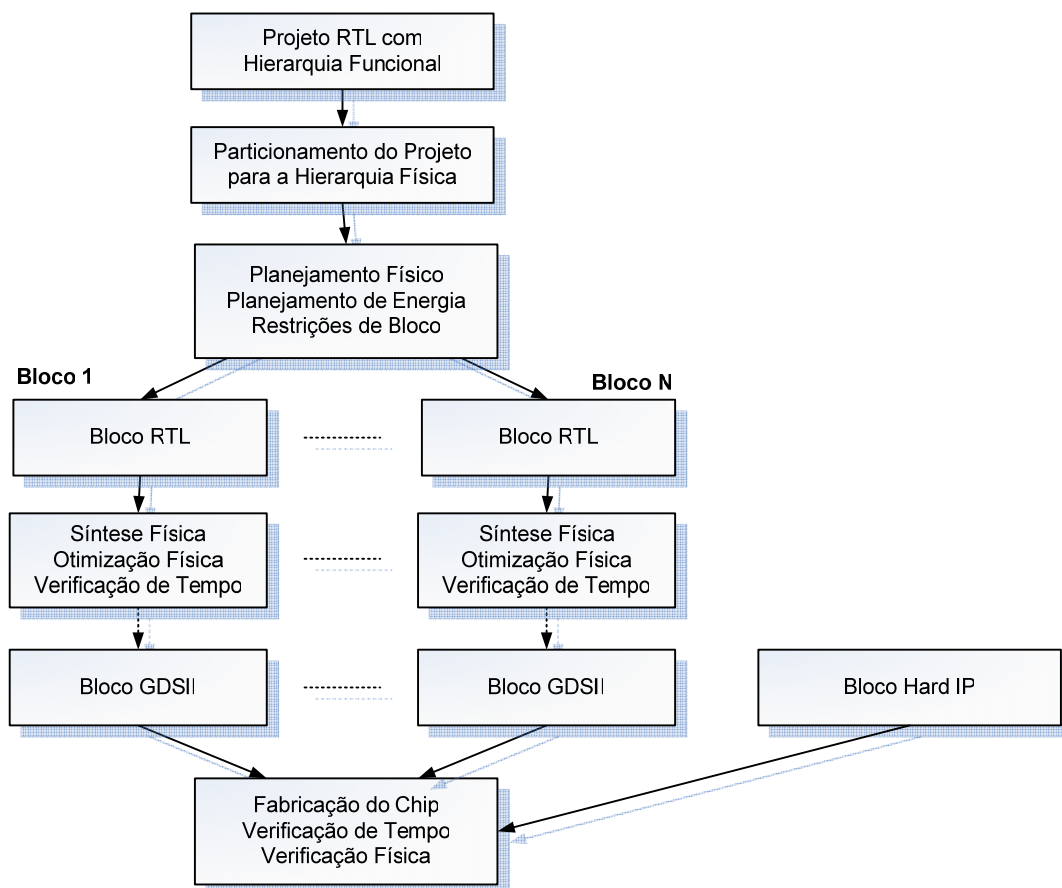 Projeto RTL com
Hierarquia Funcional
Particionamento do Projeto
para a Hierarquia Física
Planejamento Físico
Planejamento de Energia
Restrições de Bloco
Bloco 1
Bloco N
Bloco RTL
Bloco RTL
Síntese Física
Otimização Física
Verificação de Tempo
Síntese Física
Otimização Física
Verificação de Tempo
Bloco GDSII
Bloco GDSII
Bloco Hard IP
Fabricação do Chip
Verificação de Tempo
Verificação Física